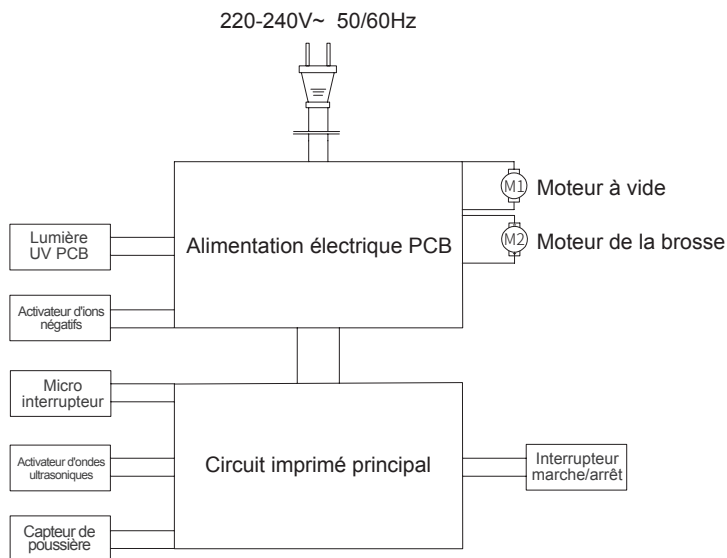 220-240V~ 50/60Hz
M1 Moteur à vide
M2 Moteur de la brosse
Alimentation électrique PCB
Lumière
UV PCB
Activateur d'ions
négatifs
Micro
interrupteur
Activateur d'ondes
ultrasoniques
Capteur de
poussière
Circuit imprimé principal
Interrupteur
marche/arrêt